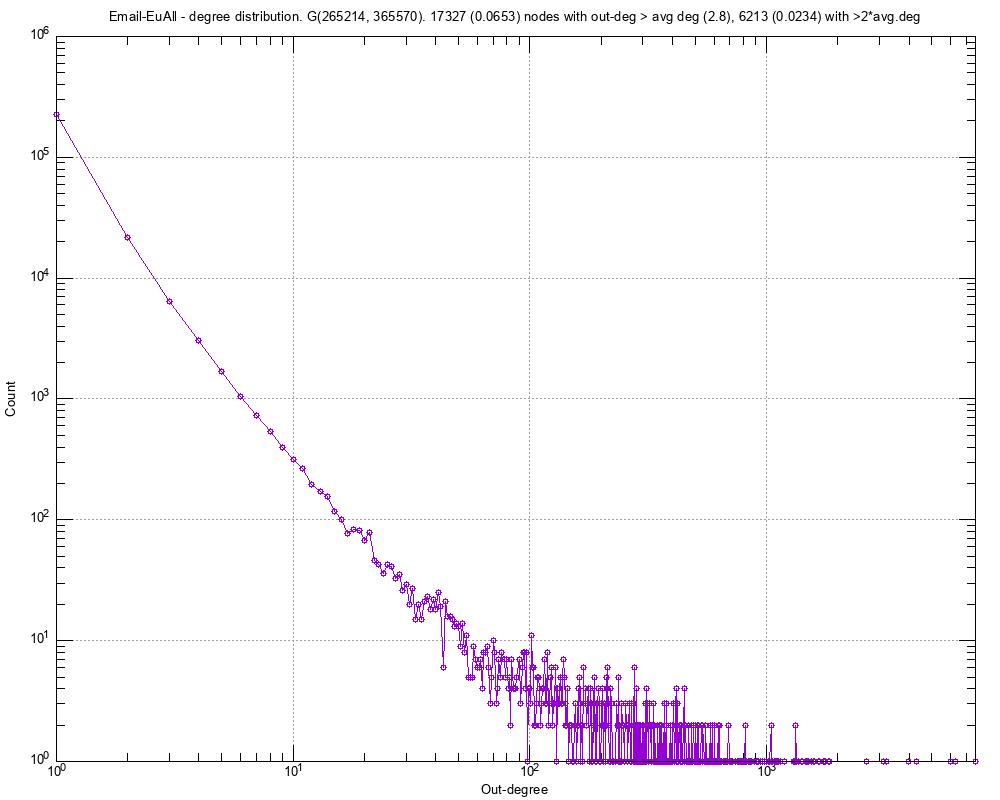 Email-EuAll - degree distribution. G(265214, 365570). 17327 (0.0653) nodes with out-deg > avg deg (2.8), 6213 (0.0234) with >2*avg.deg
10^6
10^5
10^4
10^3
10^2
10^1
10^0
Count
10^0 10^1 10^2 10^3
Out-degree